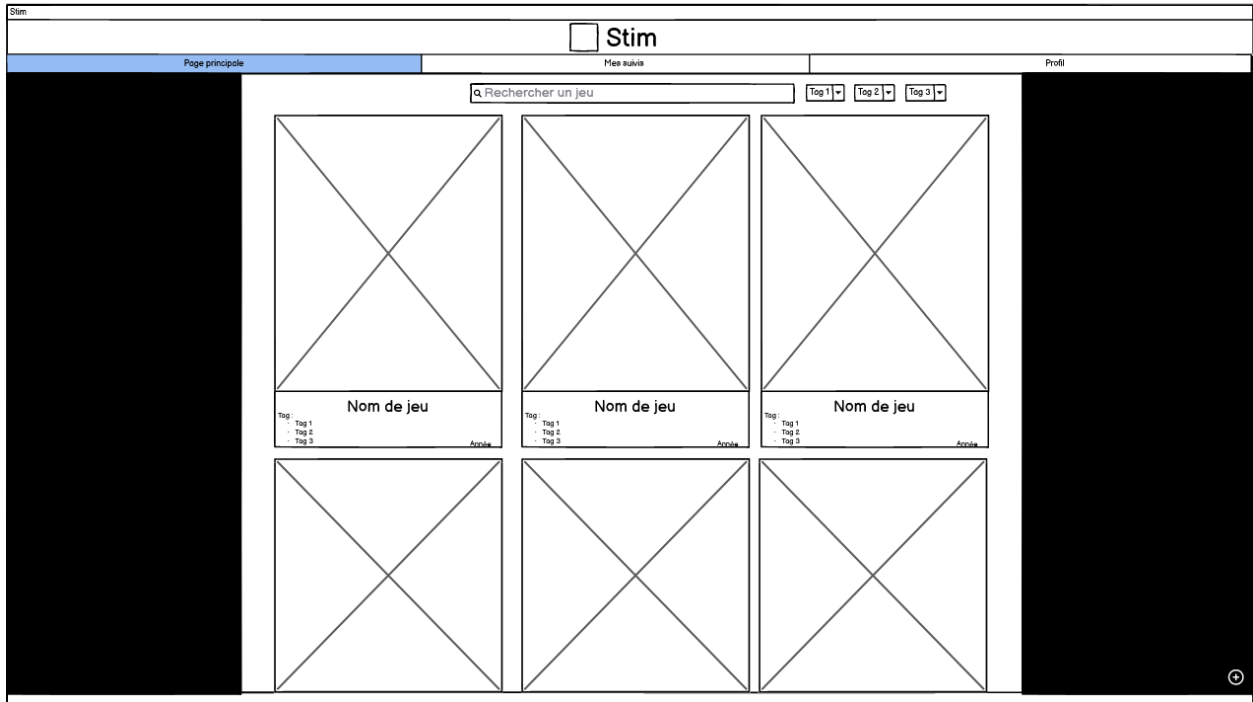 Stim
Stim
Page principale Mes suivis Profil
Rechercher un jeu Tag 1 Tag 2 Tag 3
Nom de jeu Nom de jeu Nom de jeu
Tag : Tag : Tag :
· Tag 1 · Tag 1 · Tag 1
· Tag 2 · Tag 2 · Tag 2
· Tag 3 · Tag 3 · Tag 3
Année Année Année